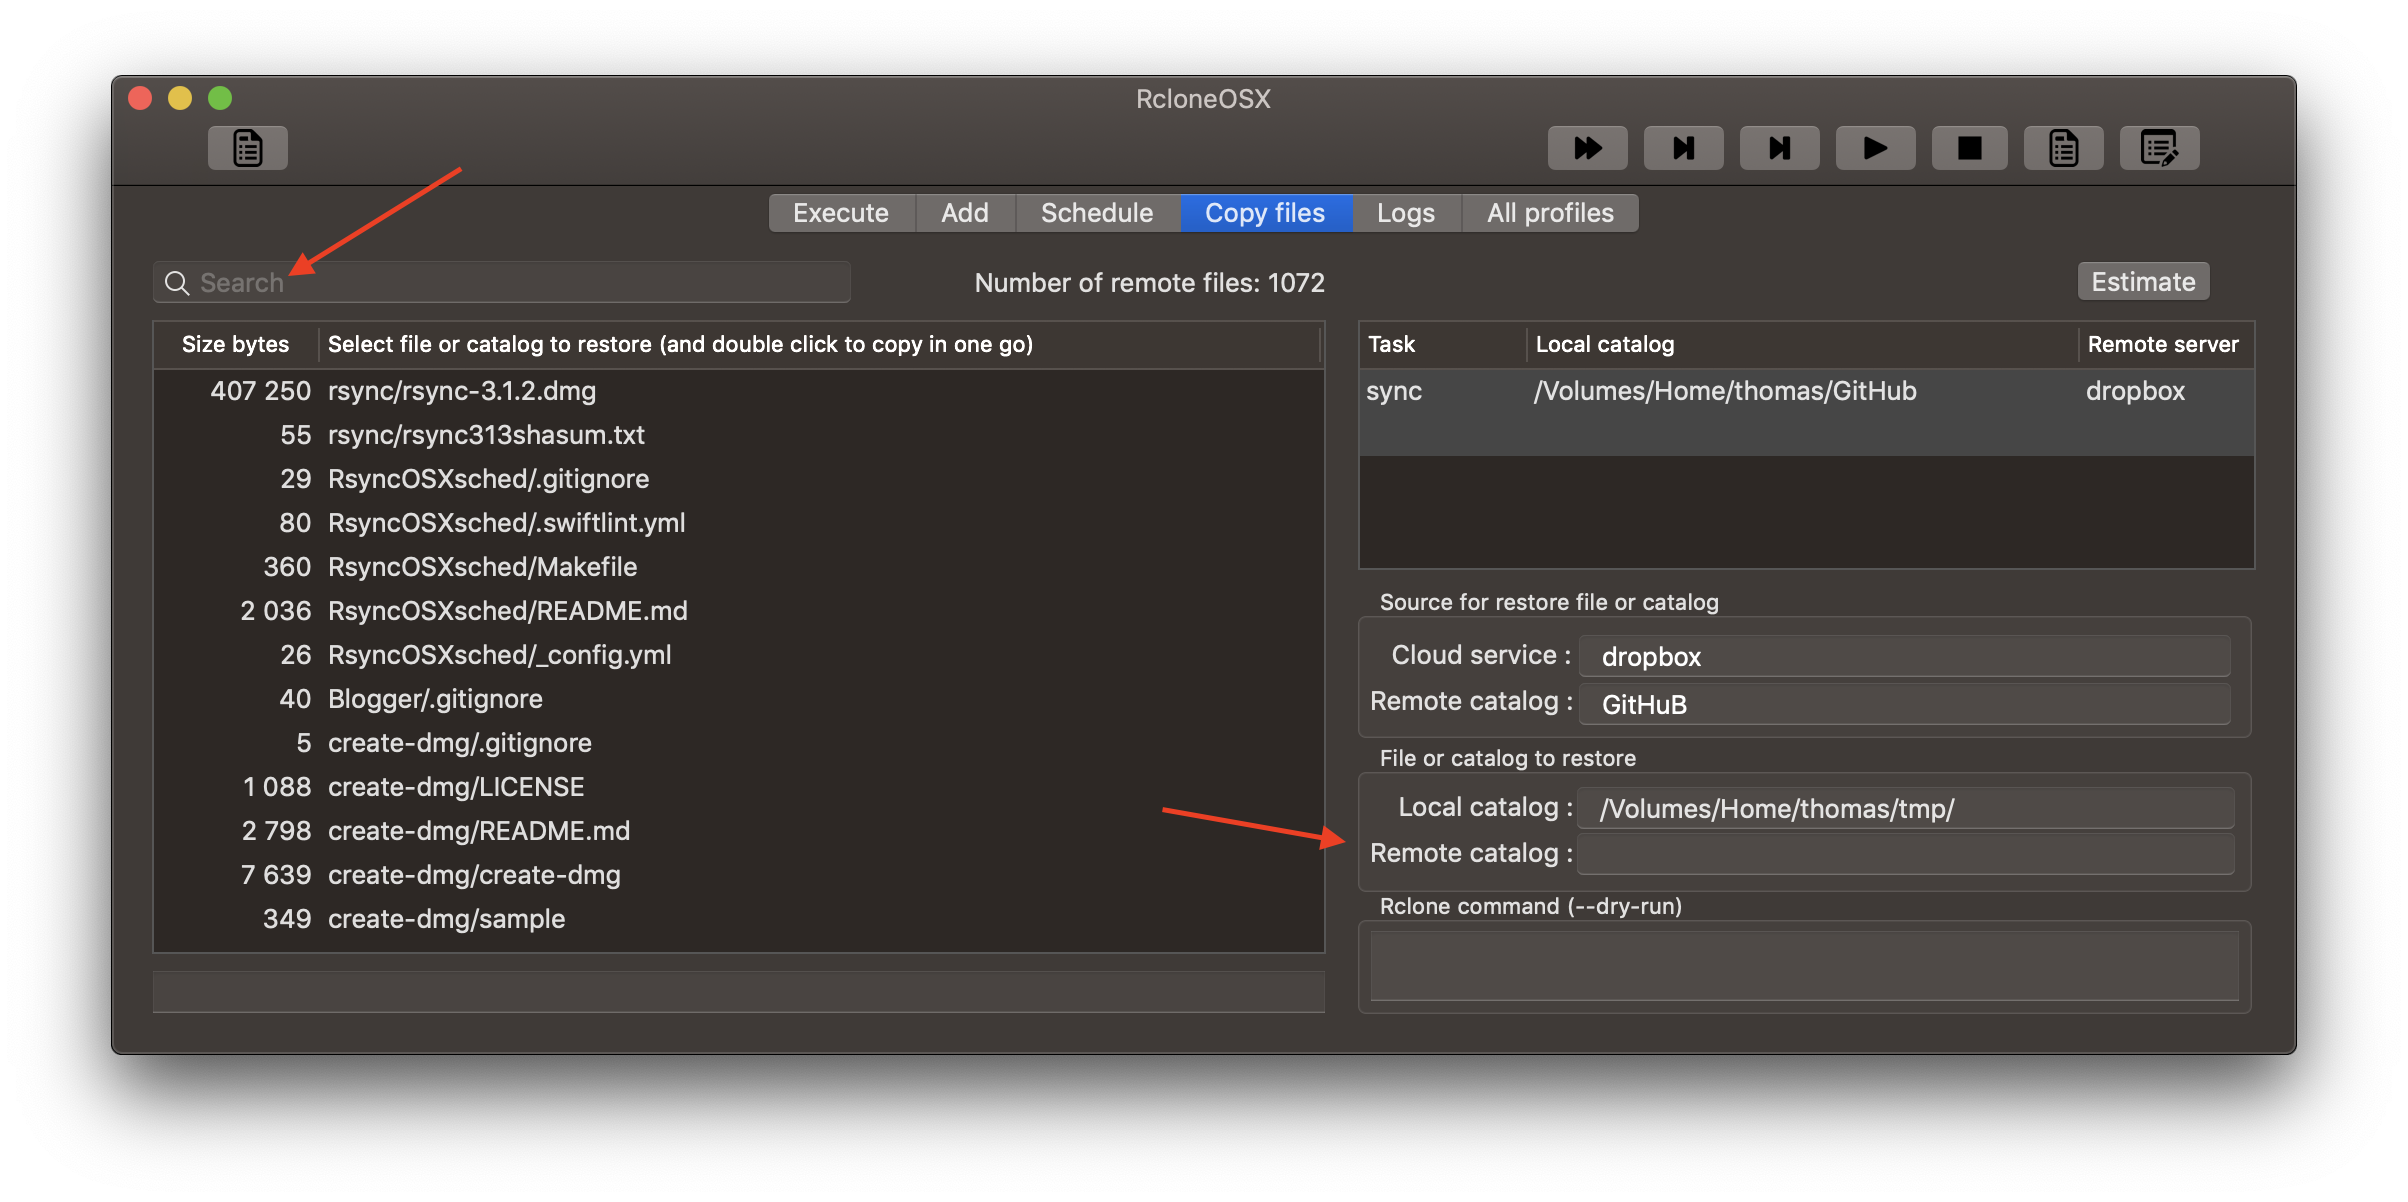 RcloneOSX
Execute Add Schedule Copy files Logs All profiles
Search
Number of remote files: 1072
Estimate
Size bytes Select file or catalog to restore (and double click to copy in one go)
407 250 rsync/rsync-3.1.2.dmg
55 rsync/rsync313shasum.txt
29 RsyncOSXsched/.gitignore
80 RsyncOSXsched/.swiftlint.yml
360 RsyncOSXsched/Makefile
2 036 RsyncOSXsched/README.md
26 RsyncOSXsched/_config.yml
40 Blogger/.gitignore
5 create-dmg/.gitignore
1 088 create-dmg/LICENSE
2 798 create-dmg/README.md
7 639 create-dmg/create-dmg
349 create-dmg/sample
Task Local catalog Remote server
sync /Volumes/Home/thomas/GitHub dropbox
Source for restore file or catalog
Cloud service : dropbox
Remote catalog : GitHuB
File or catalog to restore
Local catalog : /Volumes/Home/thomas/tmp/
Remote catalog :
Rclone command (--dry-run)